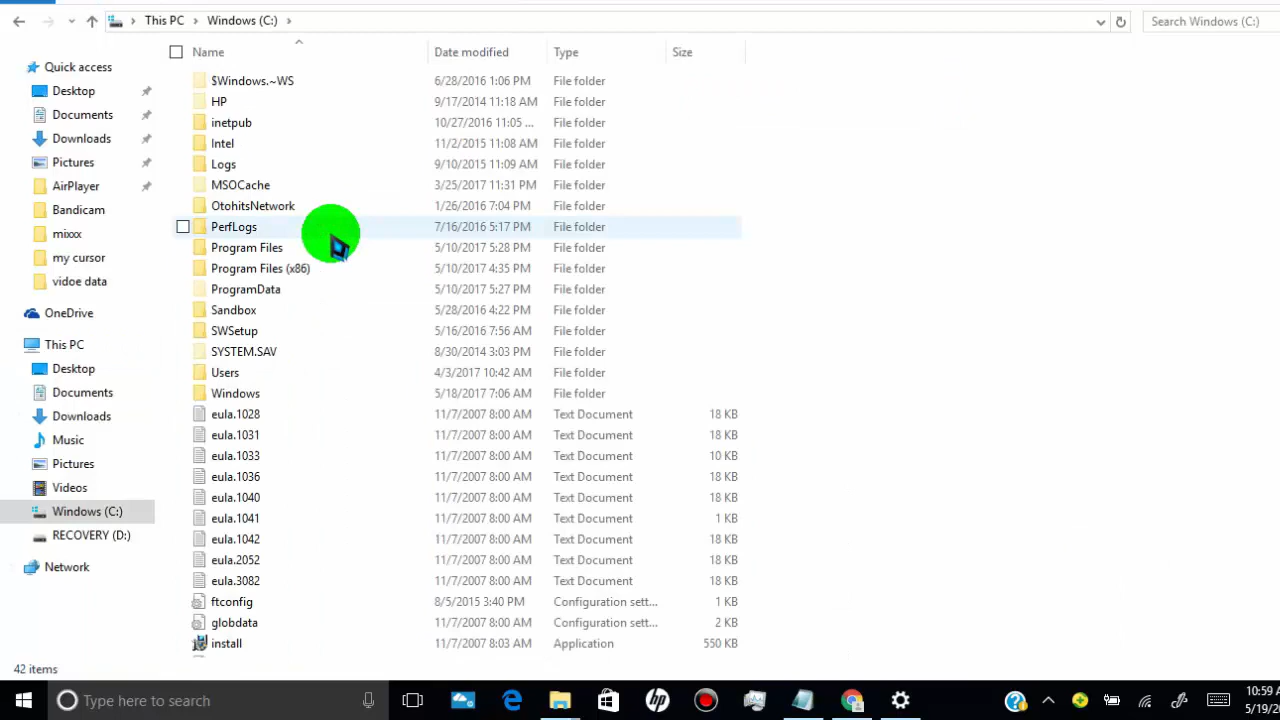 This PC > Windows (C:) >
Search Windows (C:)
Name Date modified Type Size
Quick access
Desktop
Documents
Downloads
Pictures
AirPlayer
Bandicam
mixxx
my cursor
vidoe data
OneDrive
This PC
Desktop
Documents
Downloads
Music
Pictures
Videos
Windows (C:)
RECOVERY (D:)
Network
$Windows.~WS 6/28/2016 1:06 PM File folder
HP 9/17/2014 11:18 AM File folder
inetpub 10/27/2016 11:05 ... File folder
Intel 11/2/2015 11:08 AM File folder
Logs 9/10/2015 11:09 AM File folder
MSOCache 3/25/2017 11:31 PM File folder
OtohitsNetwork 1/26/2016 7:04 PM File folder
PerfLogs 7/16/2016 5:17 PM File folder
Program Files 5/10/2017 5:28 PM File folder
Program Files (x86) 5/10/2017 4:35 PM File folder
ProgramData 5/10/2017 5:27 PM File folder
Sandbox 5/28/2016 4:22 PM File folder
SWSetup 5/16/2016 7:56 AM File folder
SYSTEM.SAV 8/30/2014 3:03 PM File folder
Users 4/3/2017 10:42 AM File folder
Windows 5/18/2017 7:06 AM File folder
eula.1028 11/7/2007 8:00 AM Text Document 18 KB
eula.1031 11/7/2007 8:00 AM Text Document 18 KB
eula.1033 11/7/2007 8:00 AM Text Document 10 KB
eula.1036 11/7/2007 8:00 AM Text Document 18 KB
eula.1040 11/7/2007 8:00 AM Text Document 18 KB
eula.1041 11/7/2007 8:00 AM Text Document 1 KB
eula.1042 11/7/2007 8:00 AM Text Document 18 KB
eula.2052 11/7/2007 8:00 AM Text Document 18 KB
eula.3082 11/7/2007 8:00 AM Text Document 18 KB
ftconfig 8/5/2015 3:40 PM Configuration sett... 1 KB
globdata 11/7/2007 8:00 AM Configuration sett... 2 KB
install 11/7/2007 8:03 AM Application 550 KB
42 items
Type here to search
hp
10:59
5/19/2